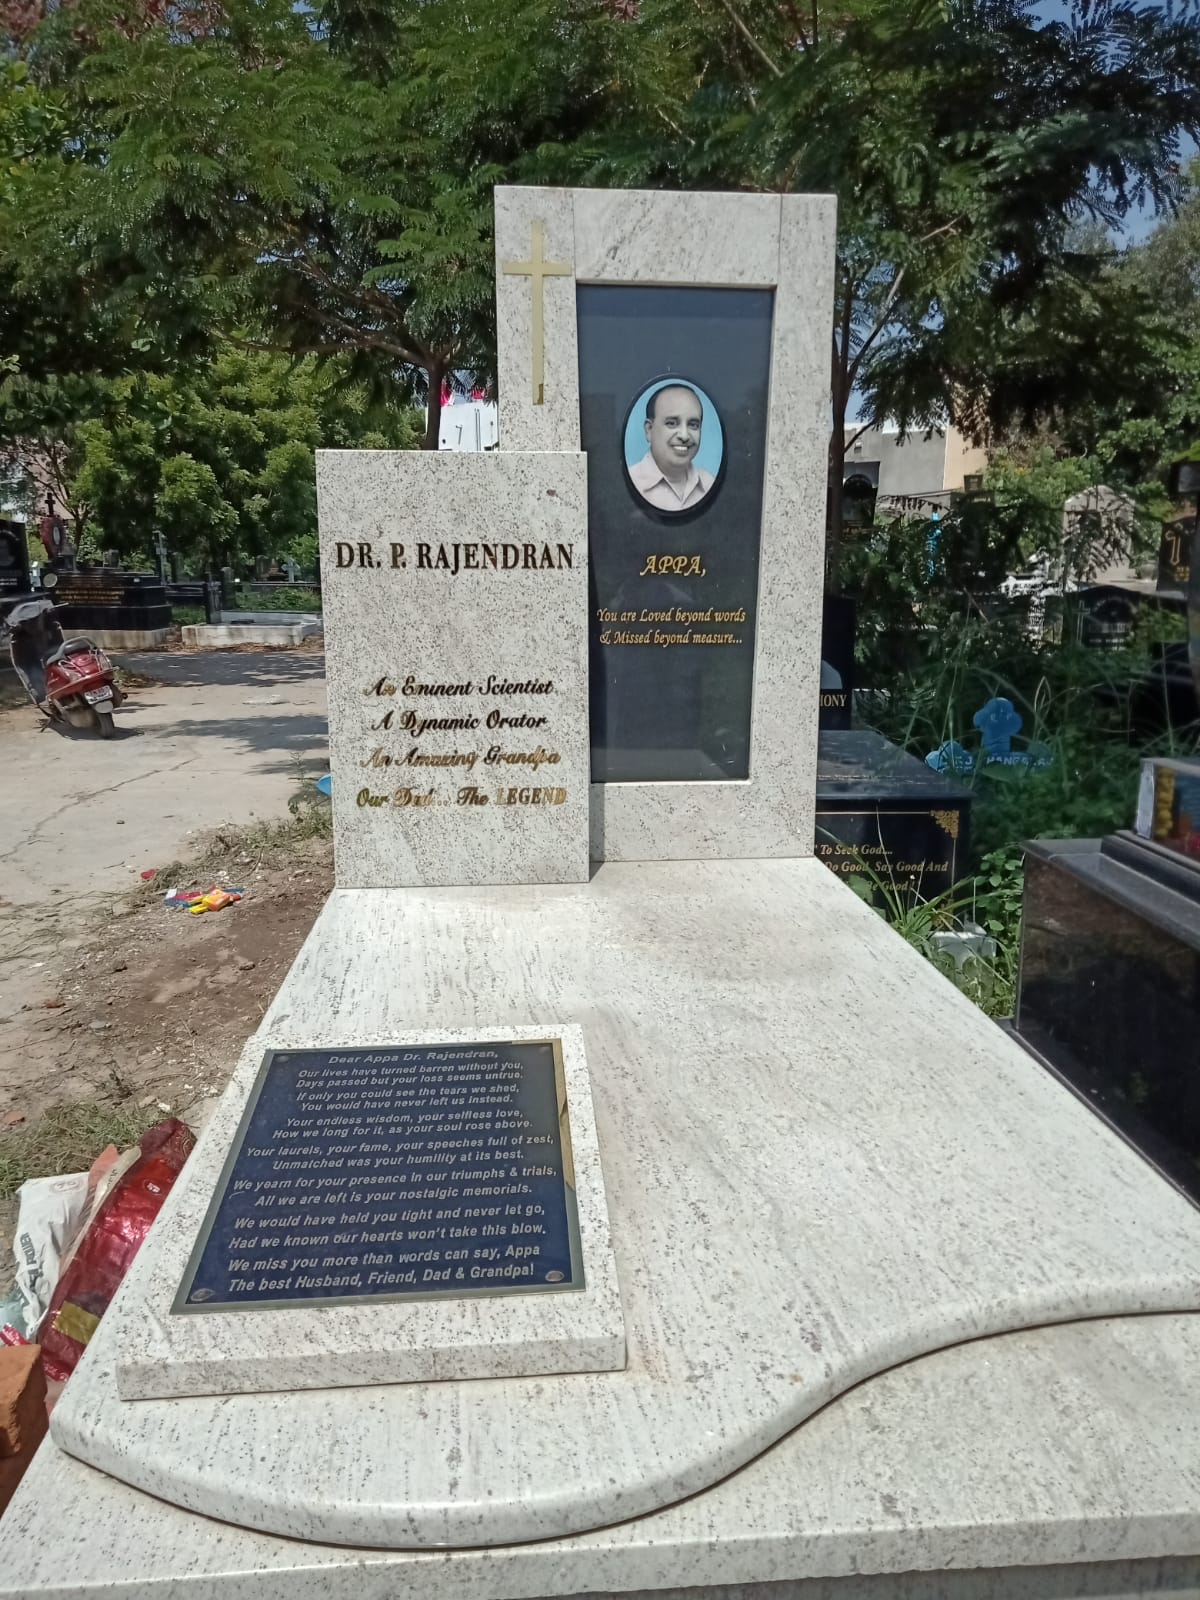 DR. P. RAJENDRAN
An Eminent Scientist
A Dynamic Orator
An Amazing Grandpa
Our Dad... The LEGEND
APPA,
You are Loved beyond words
& Missed beyond measure...
Dear Appa Dr. Rajendran,
Our lives have turned barren without you,
Days passed but your loss seems untrue.
If only you could see the tears we shed,
You would have never left us instead.
Your endless wisdom, your selfless love,
How we long for it, as your soul rose above.
Your laurels, your fame, your speeches full of zest,
Unmatched was your humility at its best.
We yearn for your presence in our triumphs & trials,
All we are left is your nostalgic memorials.
We would have held you tight and never let go,
Had we known our hearts won't take this blow.
We miss you more than words can say, Appa
The best Husband, Friend, Dad & Grandpa!
To Seek God...
Do Good, Say Good And
Be Good!